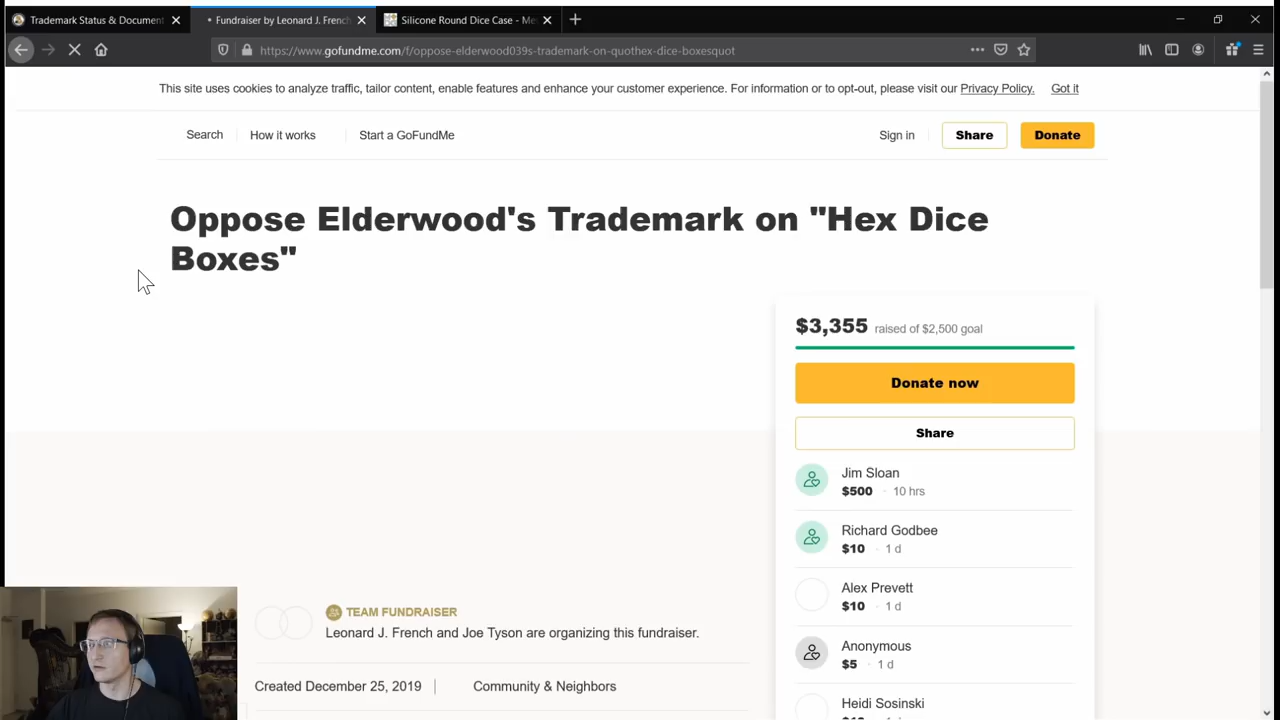 Trademark Status & Document
Fundraiser by Leonard J. French
Silicone Round Dice Case - Me
https://www.gofundme.com/f/oppose-elderwood039s-trademark-on-quothex-dice-boxesquot
This site uses cookies to analyze traffic, tailor content, enable features and enhance your customer experience. For information or to opt-out, please visit our Privacy Policy. Got it
Search How it works Start a GoFundMe Sign in Share Donate
Oppose Elderwood's Trademark on "Hex Dice
Boxes"
$3,355 raised of $2,500 goal
Donate now
Share
Jim Sloan
$500 · 10 hrs
Richard Godbee
$10 · 1 d
Alex Prevett
$10 · 1 d
Anonymous
$5 · 1 d
Heidi Sosinski
TEAM FUNDRAISER
Leonard J. French and Joe Tyson are organizing this fundraiser.
Created December 25, 2019
Community & Neighbors